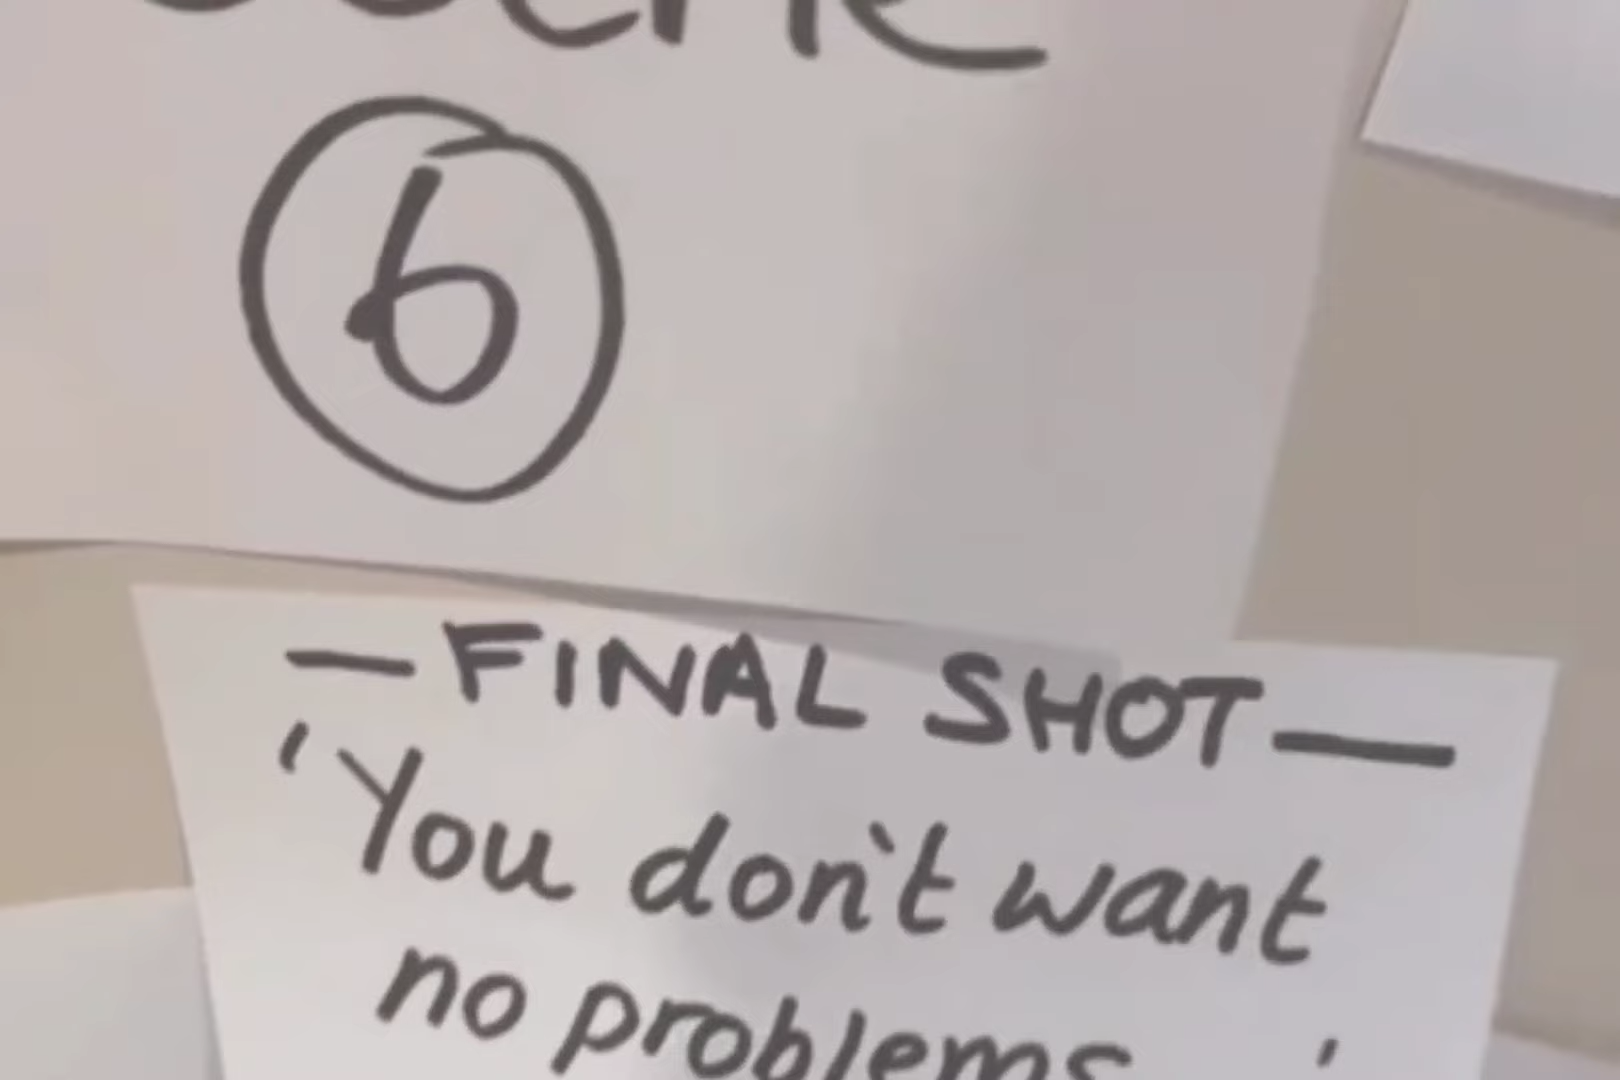 6
— FINAL SHOT —
'You don't want
no problems '